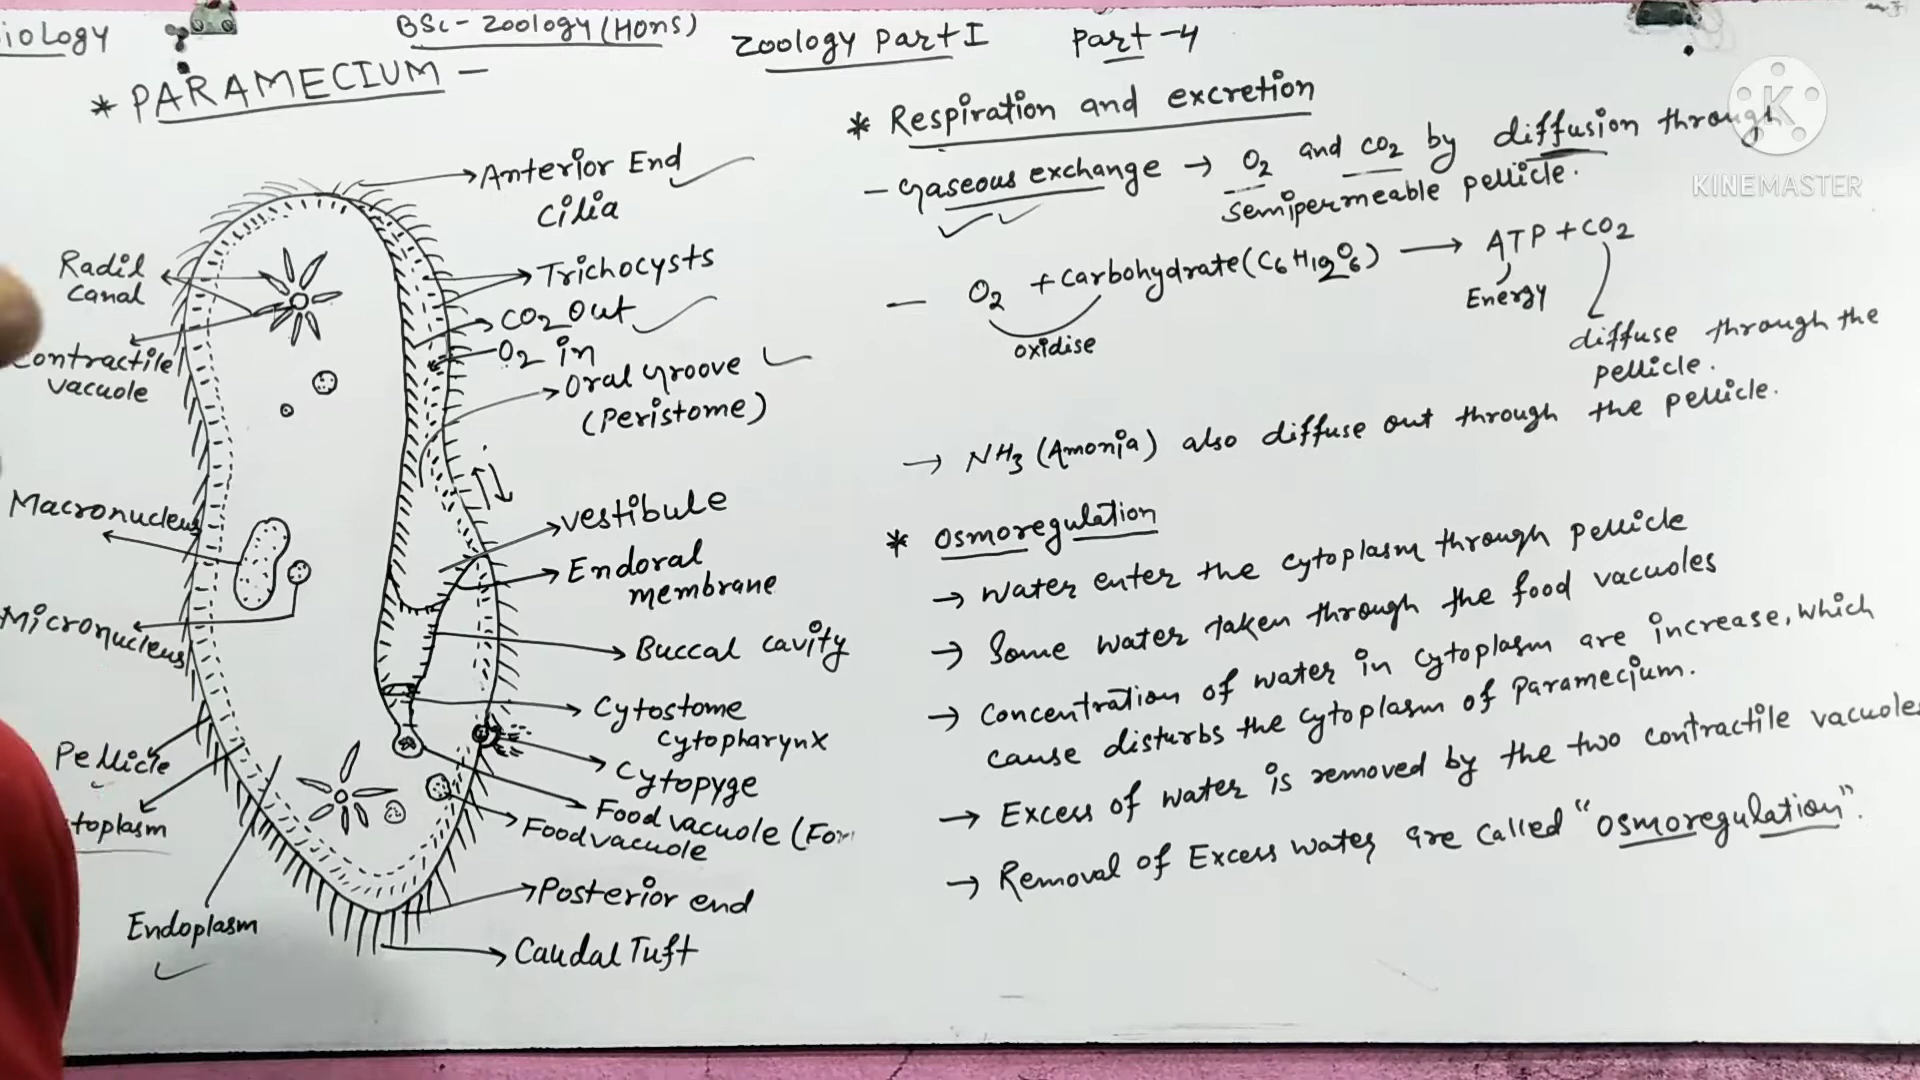 BioLogy
BSc - Zoology (Hons)
Zoology Part I Part - 4
* PARAMECIUM -
Anterior End
Cilia
Radil
canal
Trichocysts
CO2 Out
O2 in
Contractile
vacuole
Oral groove
(Peristome)
Macronucleus
Vestibule
Endoral
membrane
Micronucleus
Buccal cavity
Cytostome
Cytopharynx
Pellicle
Cytopyge
toplasm
Food vacuole (For
Food vacuole
Posterior end
Endoplasm
Caudal Tuft
* Respiration and excretion
- Gaseous exchange → O2 and CO2 by diffusion through
semipermeable pellicle.
- O2 + Carbohydrate (C6H12O6) → ATP + CO2
oxidise
Energy
diffuse through the
pellicle.
→ NH3 (Amonia) also diffuse out through the pellicle.
* Osmoregulation
→ Water enter the cytoplasm through pellicle
→ Some water taken through the food vacuoles
→ Concentration of water in cytoplasm are increase, which
cause disturbs the cytoplasm of Paramecium.
→ Excess of water is removed by the two contractile vacuoles
→ Removal of Excess water are called "Osmoregulation".
K
KINEMASTER